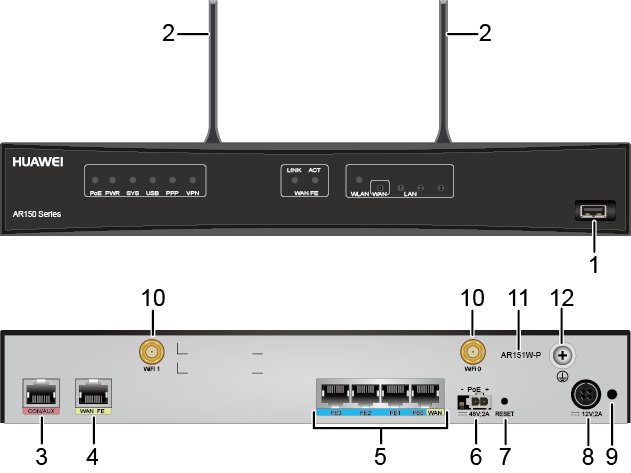 2 2
HUAWEI
LINK ACT
PoE PWR SYS USB PPP VPN
WAN FE
WLAN WAN LAN
0 1 2 3
AR150 Series
1
10 10 11 12
WiFi 1 WiFi 0
AR151W-P
CON/AUX WAN FE
FE3 FE2 FE1 FE0 WAN
- PoE +
48V;2A
RESET
12V;2A
3 4 5 6 7 8 9